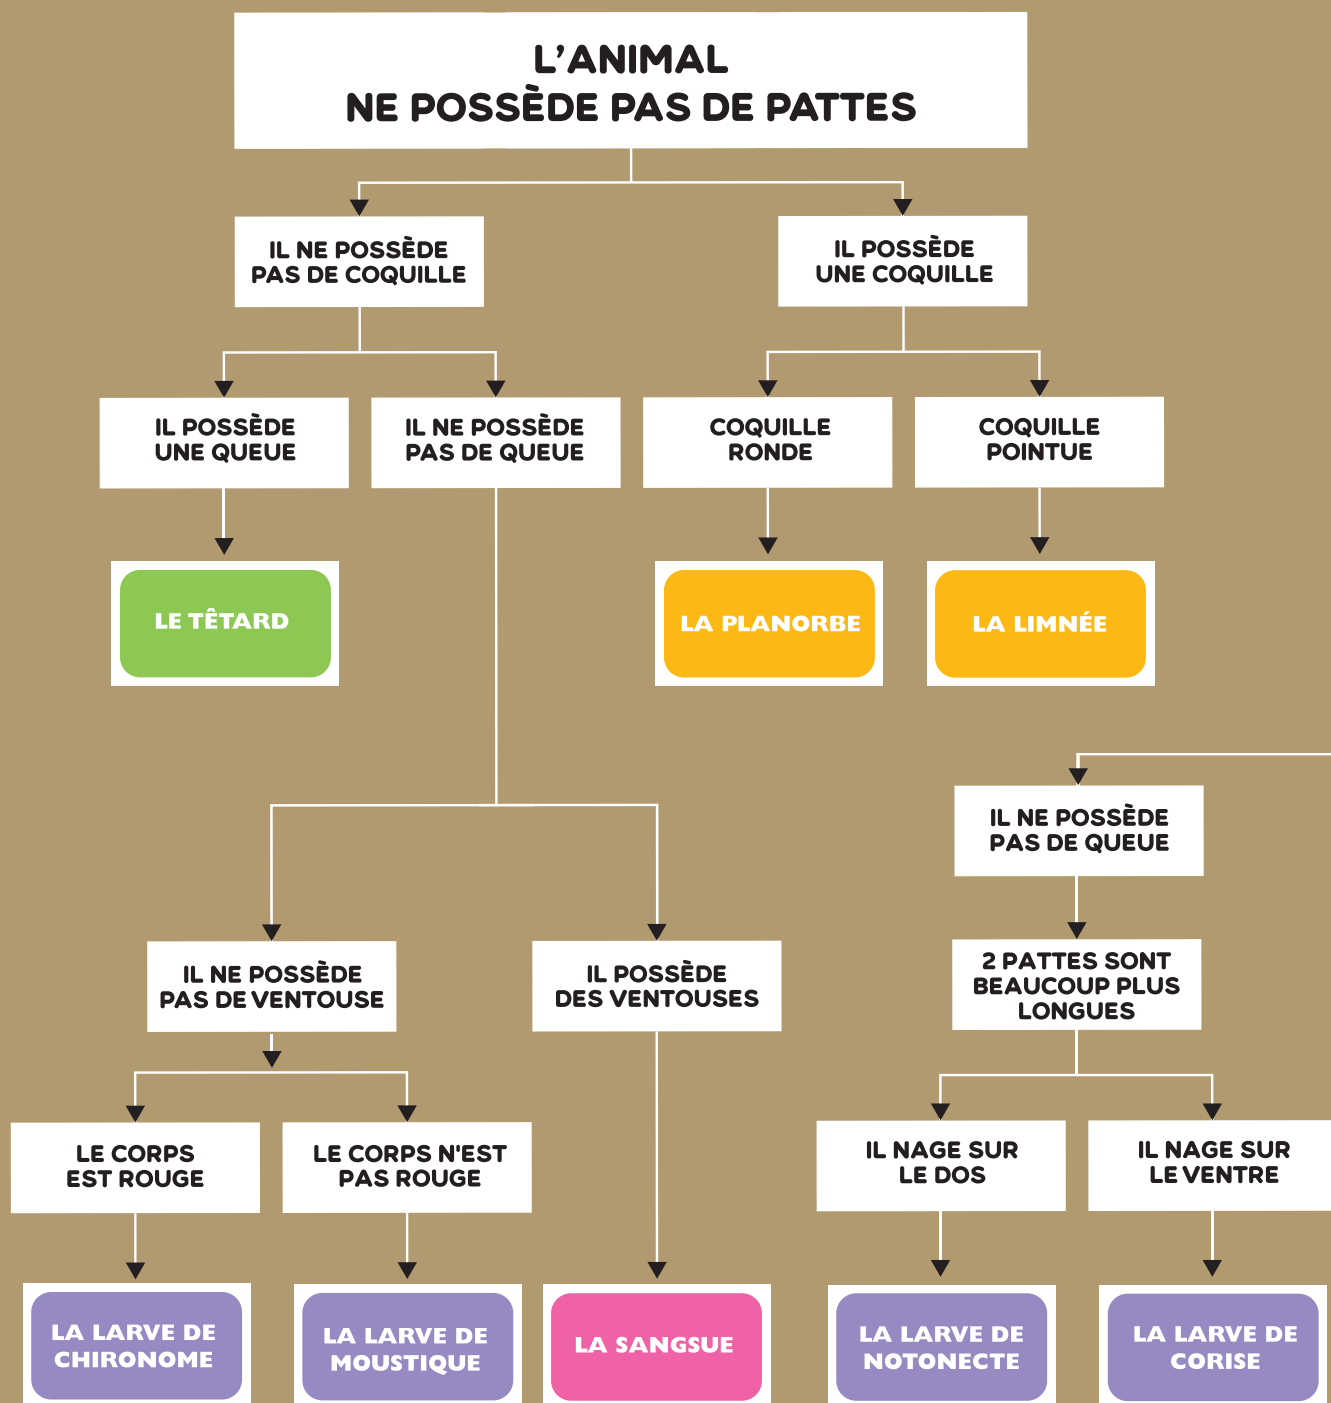 L'ANIMAL
NE POSSÈDE PAS DE PATTES
IL NE POSSÈDE
PAS DE COQUILLE
IL POSSÈDE
UNE COQUILLE
IL POSSÈDE
UNE QUEUE
IL NE POSSÈDE
PAS DE QUEUE
COQUILLE
RONDE
COQUILLE
POINTUE
LE TÊTARD
LA PLANORBE
LA LIMNÉE
IL NE POSSÈDE
PAS DE QUEUE
IL NE POSSÈDE
PAS DE VENTOUSE
IL POSSÈDE
DES VENTOUSES
2 PATTES SONT
BEAUCOUP PLUS
LONGUES
LE CORPS
EST ROUGE
LE CORPS N'EST
PAS ROUGE
IL NAGE SUR
LE DOS
IL NAGE SUR
LE VENTRE
LA LARVE DE
CHIRONOME
LA LARVE DE
MOUSTIQUE
LA SANGSUE
LA LARVE DE
NOTONECTE
LA LARVE DE
CORISE